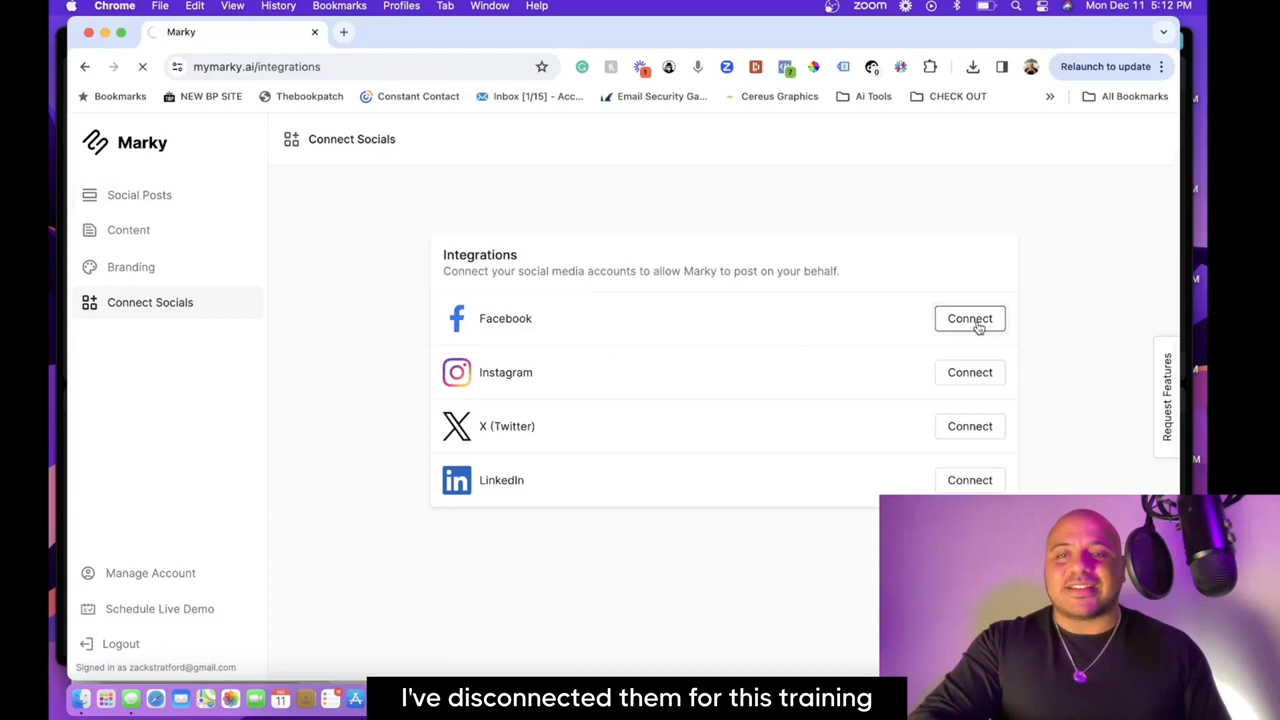 Chrome File Edit View History Bookmarks Profiles Tab Window Help zoom Mon Dec 11 5:12 PM
Marky
mymarky.ai/integrations Relaunch to update
Bookmarks NEW BP SITE Thebookpatch Constant Contact Inbox [1/15] - Acc... Email Security Ga... Cereus Graphics Ai Tools CHECK OUT » All Bookmarks
Marky
Connect Socials
Social Posts
Content
Branding
Connect Socials
Integrations
Connect your social media accounts to allow Marky to post on your behalf.
Facebook Connect
Instagram Connect
X (Twitter) Connect
LinkedIn Connect
Request Features
Manage Account
Schedule Live Demo
Logout
Signed in as zackstratford@gmail.com
I've disconnected them for this training